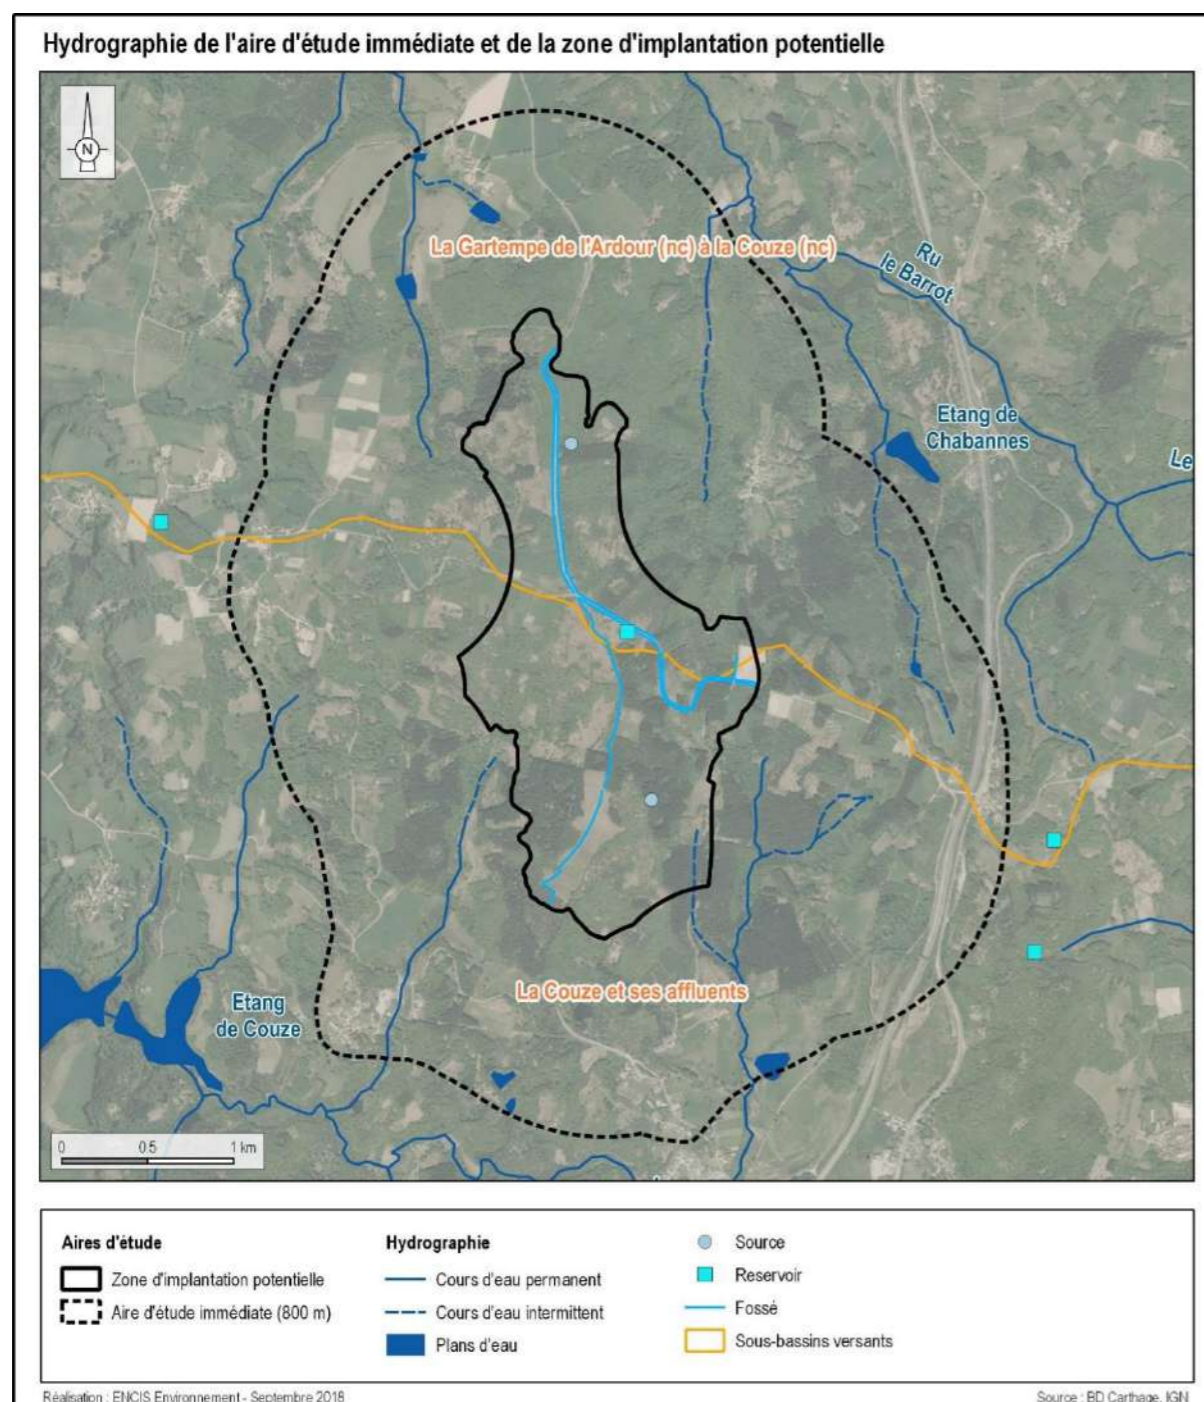 Hydrographie de l'aire d'étude immédiate et de la zone d'implantation potentielle
N
La Gartempe de l'Ardour (nc) à la Couze (nc)
Ru
le Barrot
Etang de
Chabannes
Le
La Couze et ses affluents
Etang
de Couze
0 0.5 1 km
Aires d'étude
Zone d'implantation potentielle
Aire d'étude immédiate (800 m)
Hydrographie
Cours d'eau permanent
Cours d'eau intermittent
Plans d'eau
Source
Reservoir
Fossé
Sous-bassins versants
Réalisation : ENCIS Environnement - Septembre 2018
Source : BD Carthage, IGN